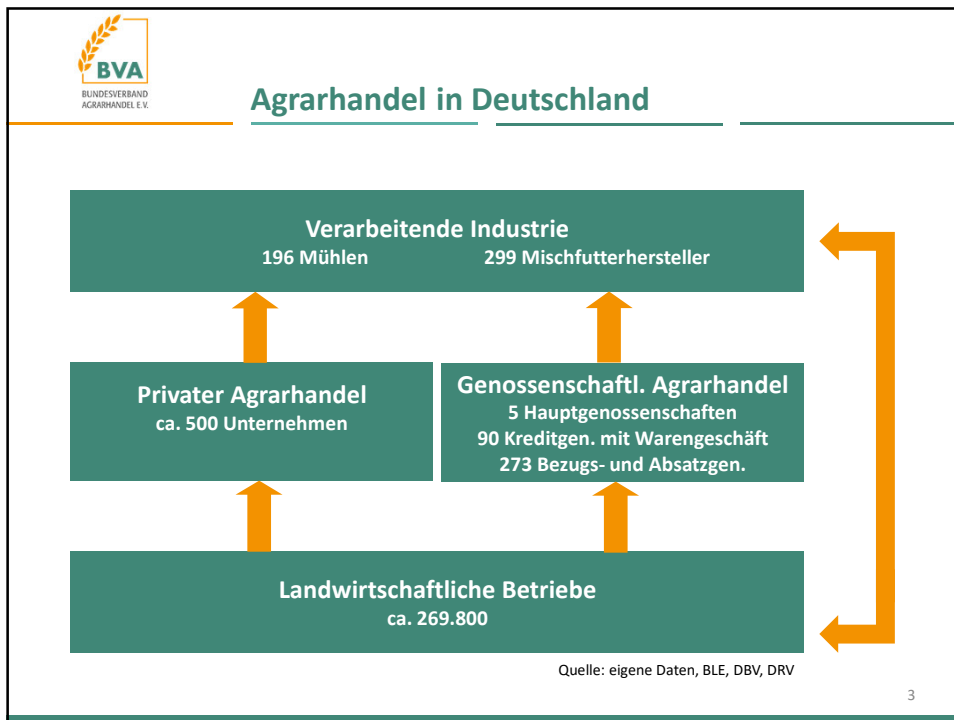 BVA
BUNDESVERBAND
AGRARHANDEL E.V.
Agrarhandel in Deutschland
Verarbeitende Industrie
196 Mühlen 299 Mischfutterhersteller
Privater Agrarhandel
ca. 500 Unternehmen
Genossenschaftl. Agrarhandel
5 Hauptgenossenschaften
90 Kreditgen. mit Warengeschäft
273 Bezugs- und Absatzgen.
Landwirtschaftliche Betriebe
ca. 269.800
Quelle: eigene Daten, BLE, DBV, DRV
3